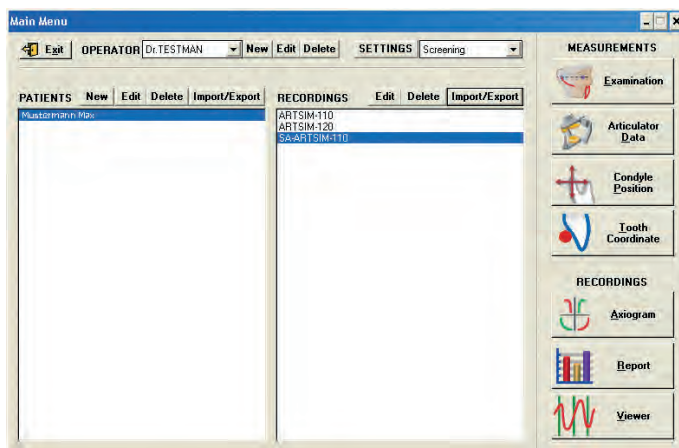 Main Menu
Exit OPERATOR Dr.TESTMAN New Edit Delete SETTINGS Screening
PATIENTS New Edit Delete Import/Export
Mustermann Max
RECORDINGS Edit Delete Import/Export
ARTSIM-110
ARTSIM-120
SA-ARTSIM-110
MEASUREMENTS
Examination
Articulator
Data
Condyle
Position
Tooth
Coordinate
RECORDINGS
Axiogram
Report
Viewer